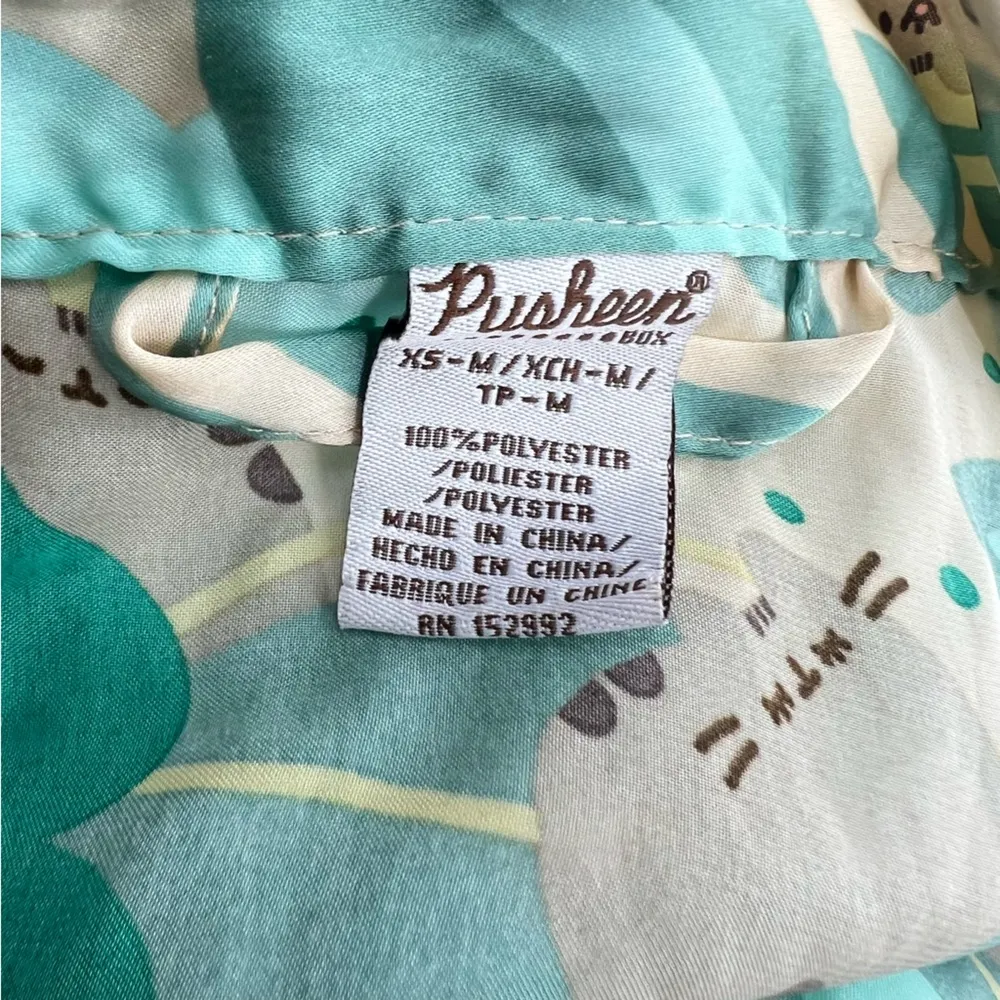 Pusheen®
BOX
XS-M/XCH-M/
TP-M
100%POLYESTER
/POLIESTER
/POLYESTER
MADE IN CHINA/
HECHO EN CHINA/
FABRIQUE UN CHINE
RN 152992